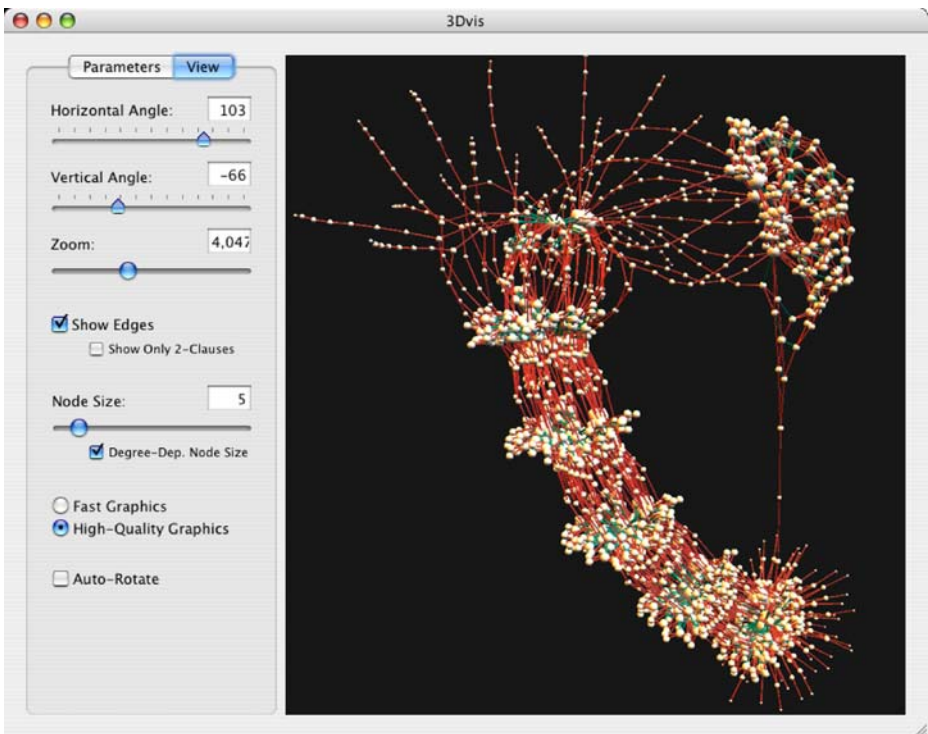 3Dvis
Parameters View
Horizontal Angle: 103
Vertical Angle: -66
Zoom: 4,047
Show Edges
Show Only 2-Clauses
Node Size: 5
Degree-Dep. Node Size
Fast Graphics
High-Quality Graphics
Auto-Rotate